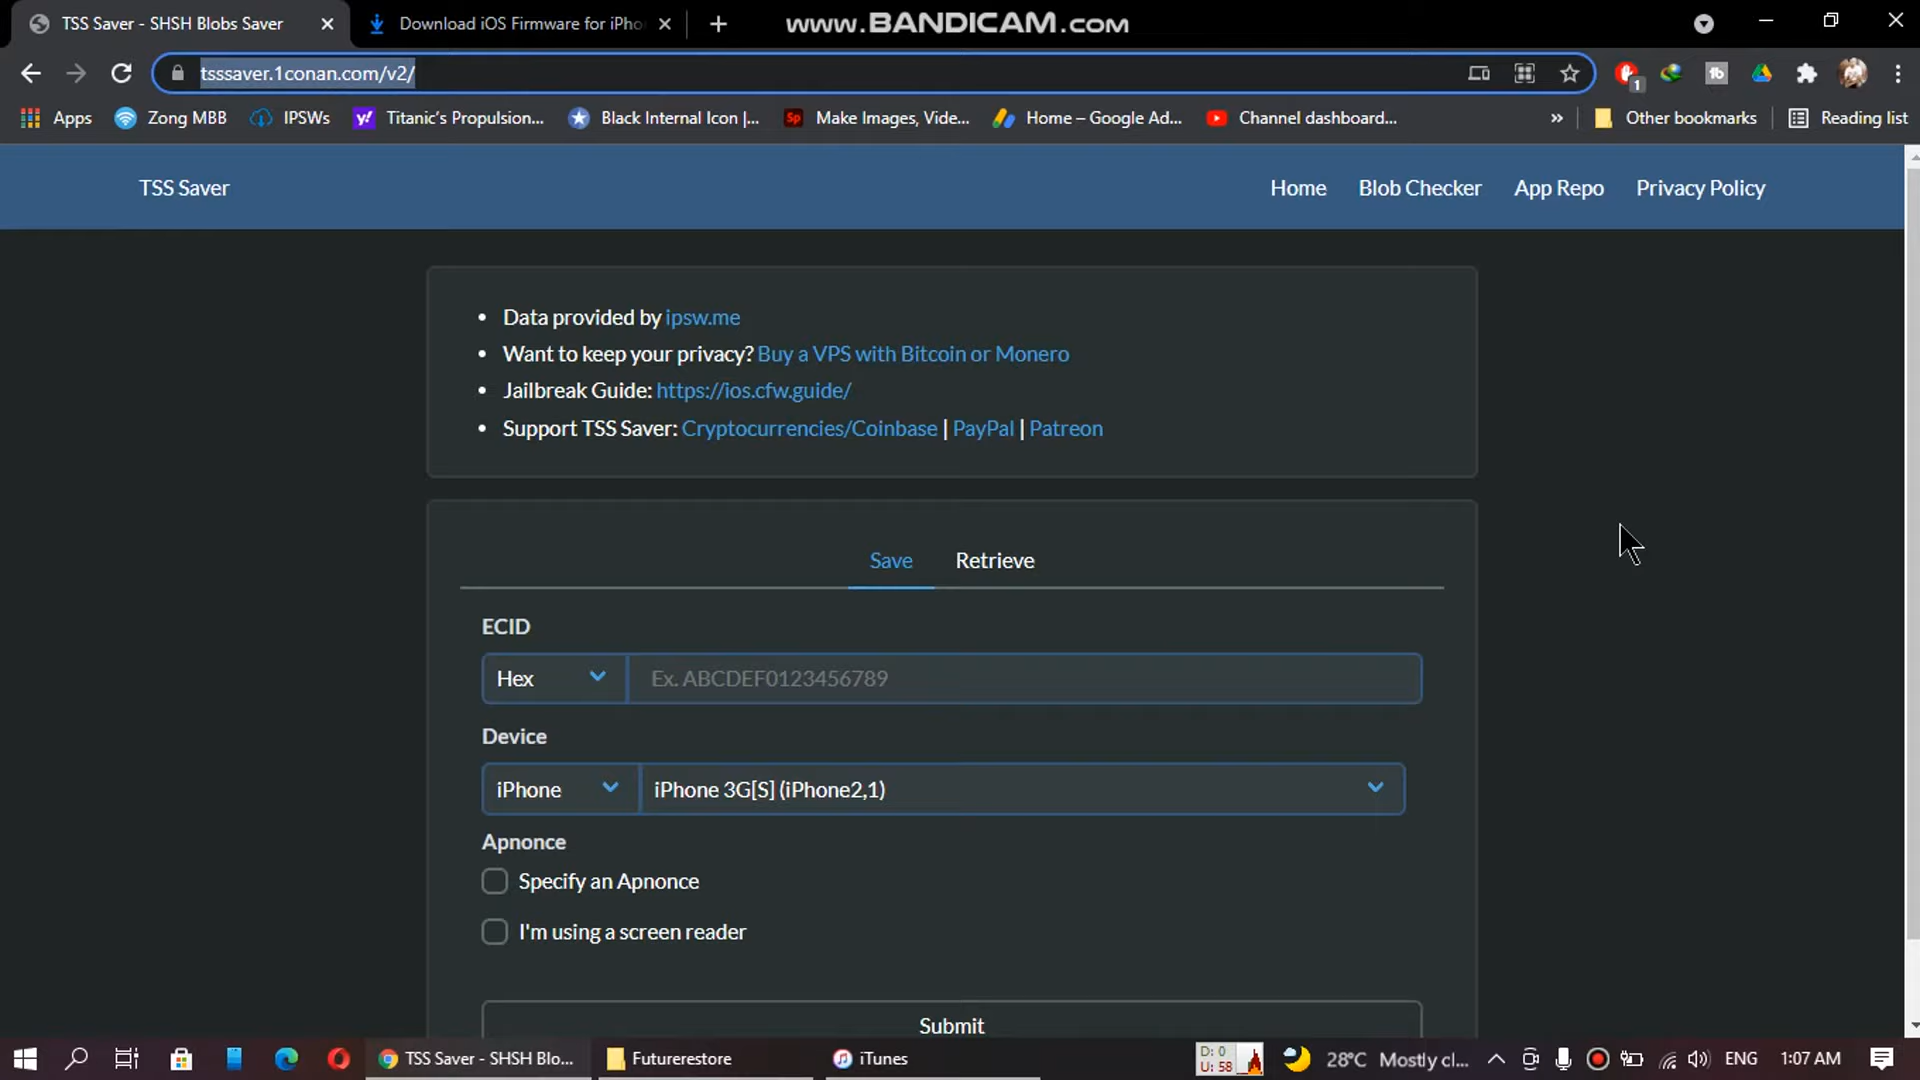 TSS Saver - SHSH Blobs Saver
Download iOS Firmware for iPho
www.BANDICAM.com
tsssaver.1conan.com/v2/
1
Apps
Zong MBB
IPSWs
Titanic's Propulsion...
Black Internal Icon |...
Sp
Make Images, Vide...
Home – Google Ad...
Channel dashboard...
»
Other bookmarks
Reading list
TSS Saver
Home
Blob Checker
App Repo
Privacy Policy
• Data provided by ipsw.me
• Want to keep your privacy? Buy a VPS with Bitcoin or Monero
• Jailbreak Guide: https://ios.cfw.guide/
• Support TSS Saver: Cryptocurrencies/Coinbase | PayPal | Patreon
Save
Retrieve
ECID
Hex
Ex. ABCDEF0123456789
Device
iPhone
iPhone 3G[S] (iPhone2,1)
Apnonce
Specify an Apnonce
I'm using a screen reader
Submit
TSS Saver - SHSH Blo...
Futurerestore
iTunes
D: 0
U: 58
28°C Mostly cl...
ENG
1:07 AM